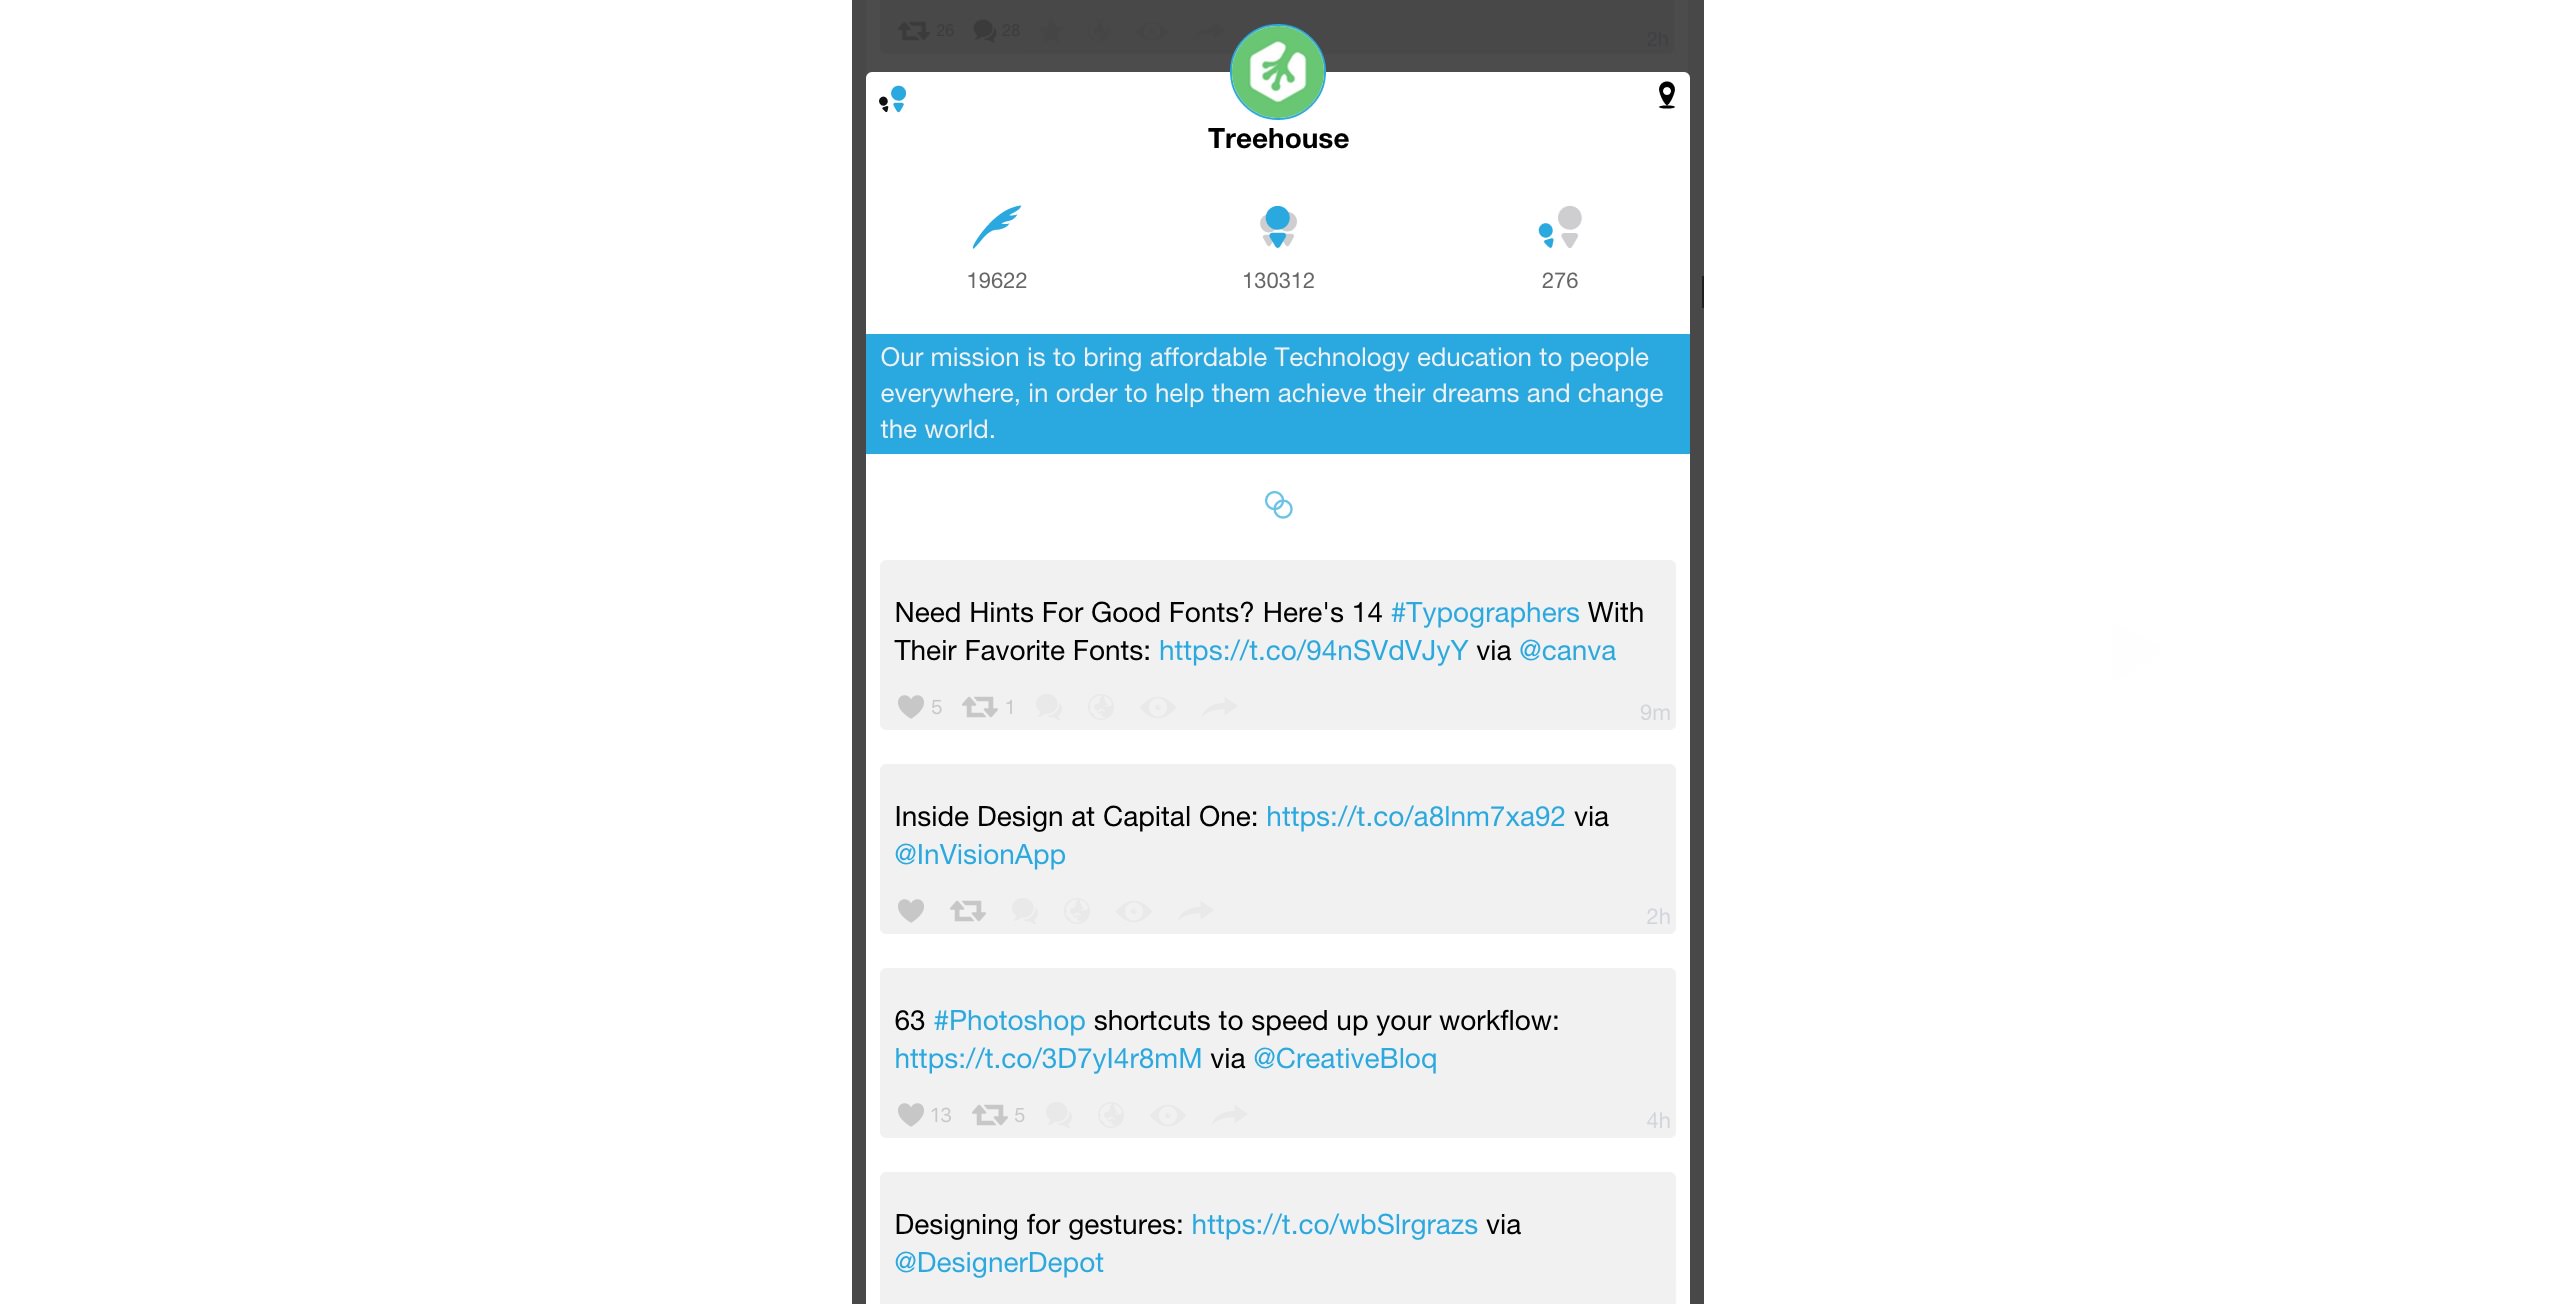 26 28 2h
Treehouse
19622 130312 276
Our mission is to bring affordable Technology education to people
everywhere, in order to help them achieve their dreams and change
the world.
Need Hints For Good Fonts? Here's 14 #Typographers With
Their Favorite Fonts: https://t.co/94nSVdVJyY via @canva
5 1 9m
Inside Design at Capital One: https://t.co/a8lnm7xa92 via
@InVisionApp
2h
63 #Photoshop shortcuts to speed up your workflow:
https://t.co/3D7yI4r8mM via @CreativeBloq
13 5 4h
Designing for gestures: https://t.co/wbSlrgrazs via
@DesignerDepot